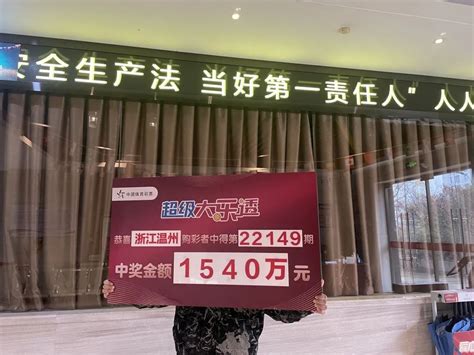 安全生产法 当好第一责任人" 人人
中国体育彩票
超级大乐透
恭喜 浙江温州 购彩者中得第 22149 期
中奖金额 1540万 元